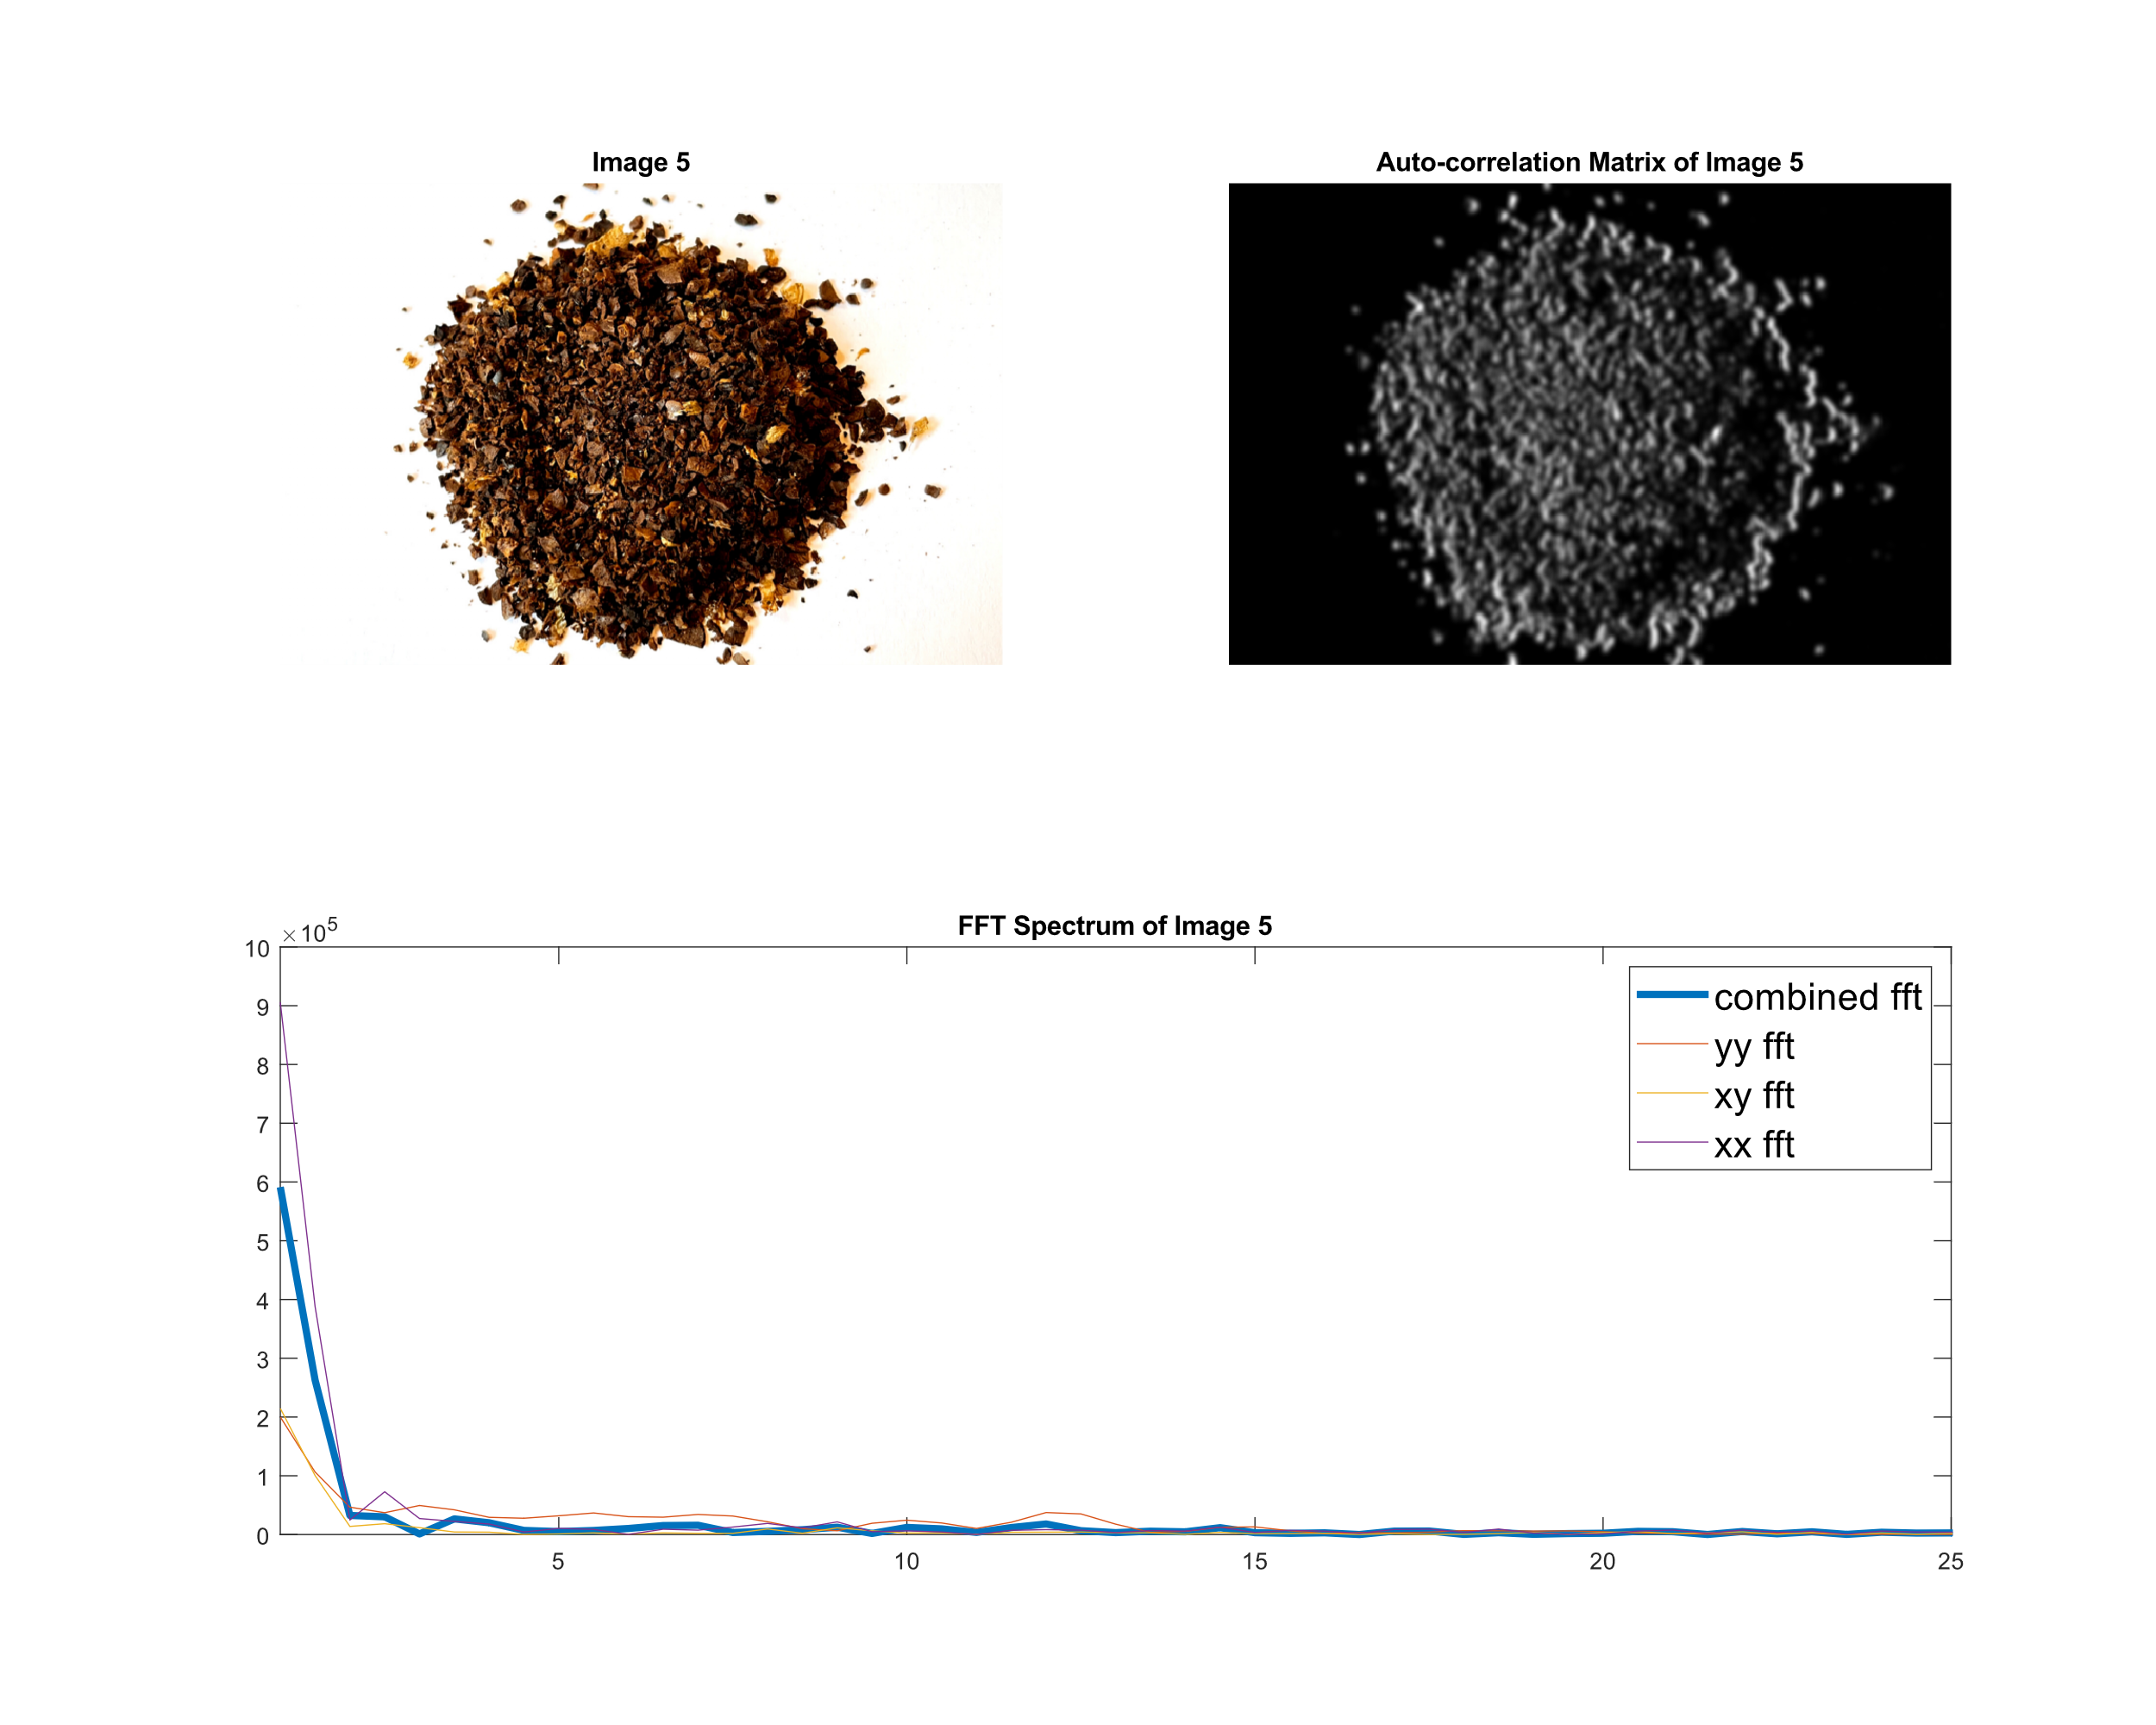 Image 5
Auto-correlation Matrix of Image 5
FFT Spectrum of Image 5
×10^5
10
9
8
7
6
5
4
3
2
1
0
5
10
15
20
25
combined fft
yy fft
xy fft
xx fft